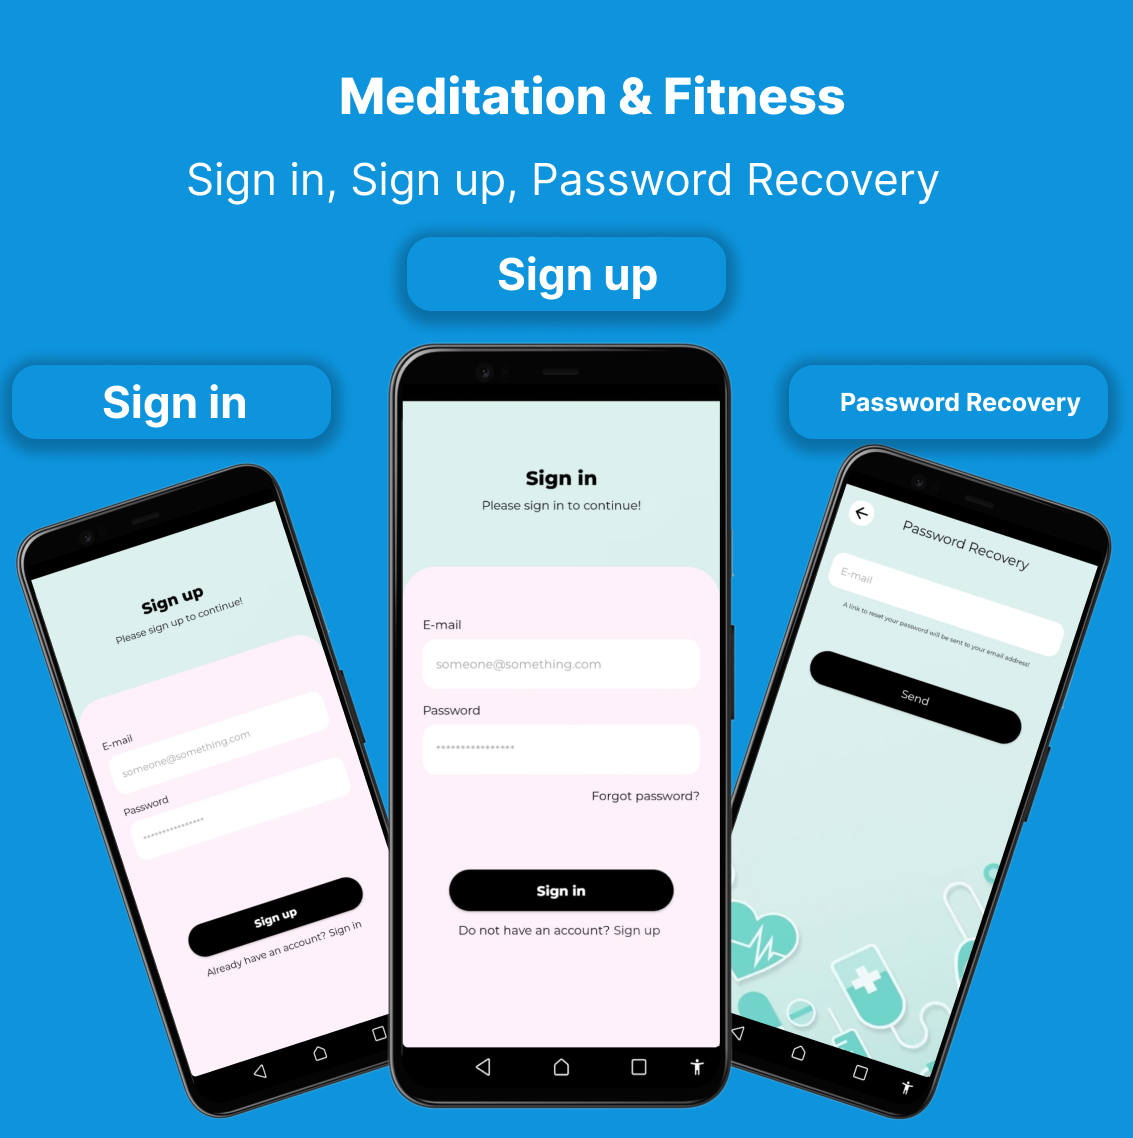 Meditation & Fitness
Sign in, Sign up, Password Recovery
Sign up
Sign in
Password Recovery
Sign up
Please sign up to continue!
E-mail
someone@something.com
Password
****************
Sign up
Already have an account? Sign in
Sign in
Please sign in to continue!
E-mail
someone@something.com
Password
****************
Forgot password?
Sign in
Do not have an account? Sign up
Password Recovery
E-mail
A link to reset your password will be sent to your email address!
Send